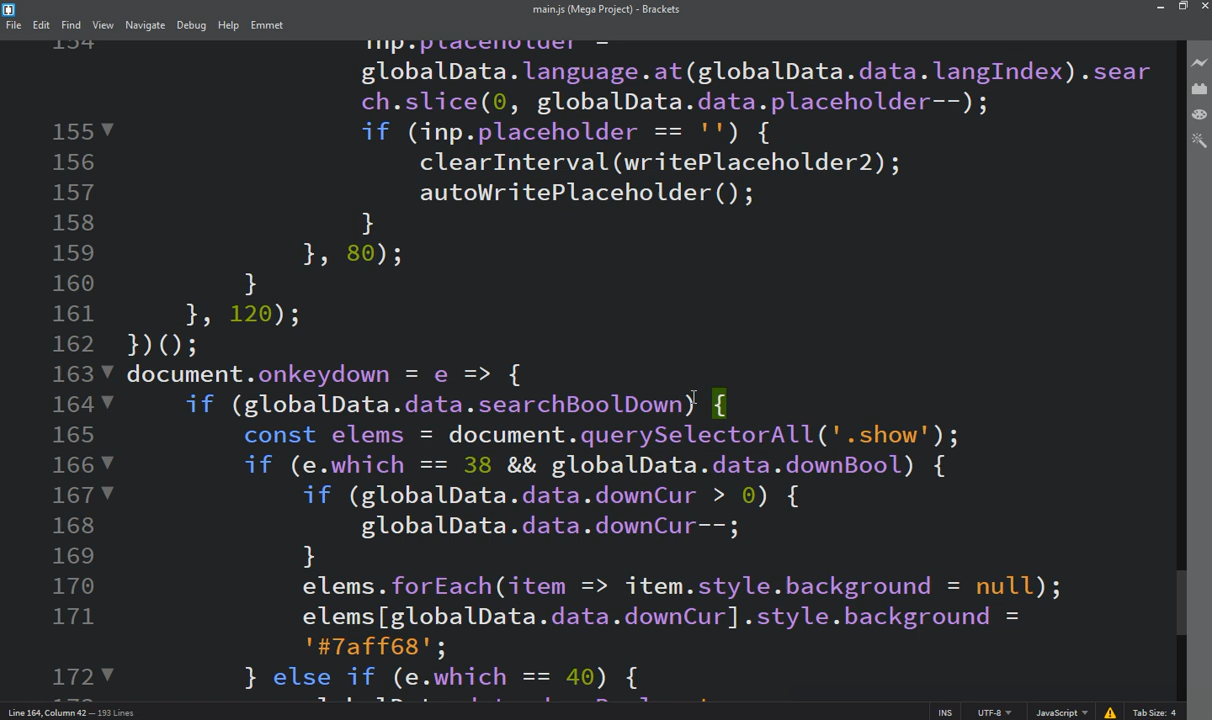 main.js (Mega Project) - Brackets
File Edit Find View Navigate Debug Help Emmet
154 inp.placeholder =
globalData.language.at(globalData.data.langIndex).sear
ch.slice(0, globalData.data.placeholder--);
155 if (inp.placeholder == '') {
156 clearInterval(writePlaceholder2);
157 autoWritePlaceholder();
158 }
159 }, 80);
160 }
161 }, 120);
162 })();
163 document.onkeydown = e => {
164 if (globalData.data.searchBoolDown) {
165 const elems = document.querySelectorAll('.show');
166 if (e.which == 38 && globalData.data.downBool) {
167 if (globalData.data.downCur > 0) {
168 globalData.data.downCur--;
169 }
170 elems.forEach(item => item.style.background = null);
171 elems[globalData.data.downCur].style.background =
'#7aff68';
172 } else if (e.which == 40) {
Line 164, Column 42 — 193 Lines INS UTF-8 JavaScript Tab Size: 4